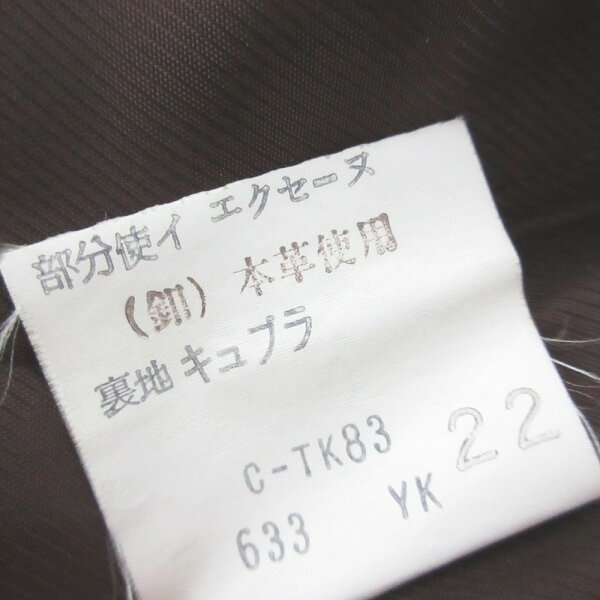 部分使イ エクセーヌ
(釦) 本革使用
裏地 キュプラ
C-TK83
633 YK 22